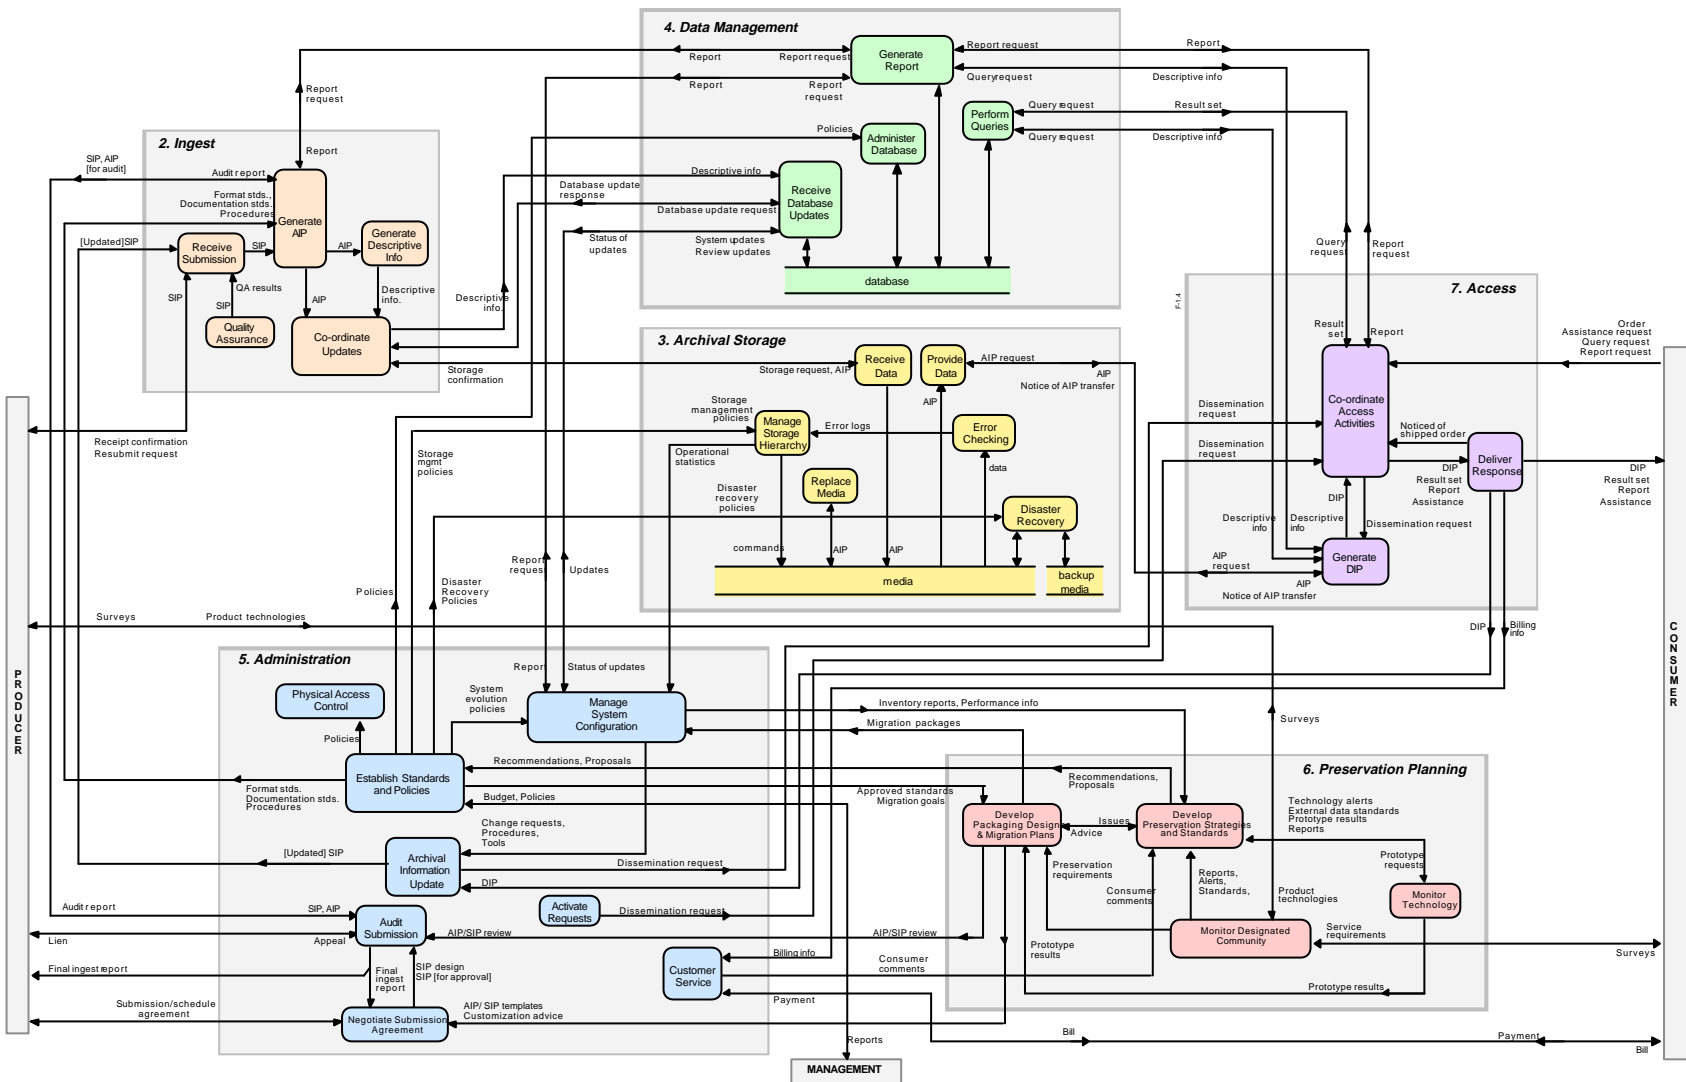 4. Data Management
Generate
Report
Report
Report request
Report
Report
request
Report request
Report
Queryrequest
Descriptive info
Perform
Queries
Query request
Result set
Query request
Descriptive info
Policies
Administer
Database
Descriptive info
Database update
response
Database update request
Receive
Database
Updates
Status of
updates
System updates
Review updates
database
Report
request
2. Ingest
Report
SIP, AIP
[for audit]
Audit report
Format stds.,
Documentation stds.
Procedures
Generate
AIP
[Updated]SIP
Receive
Submission
SIP
AIP
Generate
Descriptive
Info
QA results
SIP
SIP
AIP
Descriptive
info.
Quality
Assurance
Co-ordinate
Updates
Descriptive
info.
Storage
confirmation
Receipt confirmation
Resubmit request
3. Archival Storage
Receive
Data
Provide
Data
Storage request, AIP
AIP request
AIP
Notice of AIP transfer
AIP
Storage
management
policies
Manage
Storage
Hierarchy
Error logs
Error
Checking
Storage
mgmt
policies
Operational
statistics
data
Replace
Media
Disaster
recovery
policies
Disaster
Recovery
commands
AIP
AIP
media
backup
media
F-1.4
7. Access
Query
request
Report
request
Result
set
Report
Order
Assistance request
Query request
Report request
Co-ordinate
Access
Activities
Dissemination
request
Dissemination
request
Noticed of
shipped order
Deliver
Response
DIP
Result set
Report
Assistance
DIP
Result set
Report
Assistance
DIP
Descriptive
info
Descriptive
info
Dissemination request
Generate
DIP
AIP
request
AIP
Notice of AIP transfer
DIP
Billing
info
Report
request
Updates
Policies
Disaster
Recovery
Policies
Surveys
Product technologies
PRODUCER
CONSUMER
5. Administration
Report
Status of updates
Physical Access
Control
System
evolution
policies
Manage
System
Configuration
Inventory reports, Performance info
Migration packages
Surveys
Policies
Establish Standards
and Policies
Recommendations, Proposals
Budget, Policies
Format stds.
Documentation stds.
Procedures
Approved standards
Migration goals
Change requests,
Procedures,
Tools
[Updated] SIP
Archival
Information
Update
Dissemination request
DIP
Activate
Requests
Dissemination request
Audit report
SIP, AIP
Audit
Submission
Lien
Appeal
AIP/SIP review
AIP/SIP review
Final ingest report
Final
ingest
report
SIP design
SIP [for approval]
Customer
Service
Billing info
Consumer
comments
Payment
Submission/schedule
agreement
Negotiate Submission
Agreement
AIP/ SIP templates
Customization advice
6. Preservation Planning
Recommendations,
Proposals
Technology alerts
External data standards
Prototype results
Reports
Develop
Packaging Designs
& Migration Plans
Issues
Advice
Develop
Preservation Strategies
and Standards
Preservation
requirements
Consumer
comments
Reports,
Alerts,
Standards,
Product
technologies
Prototype
requests
Monitor
Technology
Monitor Designated
Community
Service
requirements
Surveys
Prototype
results
Prototype results
Bill
Payment
Bill
Reports
MANAGEMENT